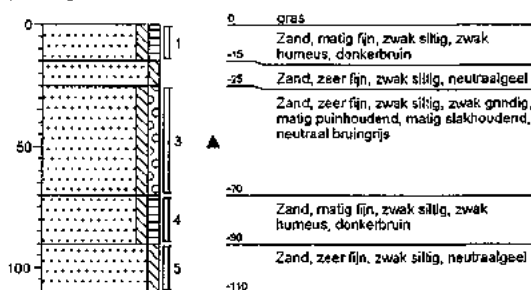 0
50
100
1
3
4
5
0 gras
Zand, matig fijn, zwak siltig, zwak
humeus, donkerbruin
-15
-25 Zand, zeer fijn, zwak siltig, neutraalgeel
Zand, zeer fijn, zwak siltig, zwak grindig,
matig puinhoudend, matig slakhoudend,
neutraal bruingrijs
-70
Zand, matig fijn, zwak siltig, zwak
humeus, donkerbruin
-90
Zand, zeer fijn, zwak siltig, neutraalgeel
-110